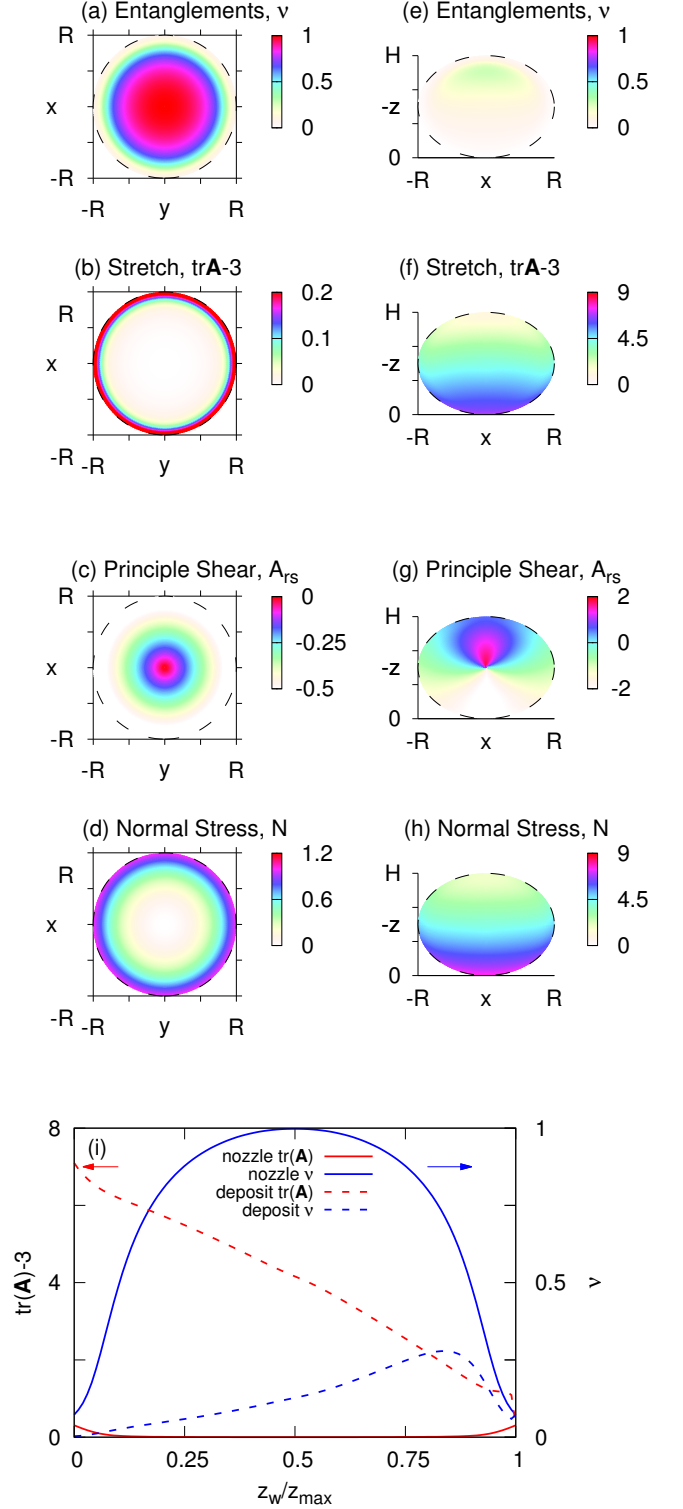 (a) Entanglements, ν
R
x
-R
-R y R
1
0.5
0
(e) Entanglements, ν
H
-z
0
-R x R
1
0.5
0
(b) Stretch, trA-3
R
x
-R
-R y R
0.2
0.1
0
(f) Stretch, trA-3
H
-z
0
-R x R
9
4.5
0
(c) Principle Shear, Ars
R
x
-R
-R y R
0
-0.25
-0.5
(g) Principle Shear, Ars
H
-z
0
-R x R
2
0
-2
(d) Normal Stress, N
R
x
-R
-R y R
1.2
0.6
0
(h) Normal Stress, N
H
-z
0
-R x R
9
4.5
0
(i)
nozzle tr(A)
nozzle ν
deposit tr(A)
deposit ν
8
4
0
tr(A)-3
1
0.5
0
ν
0 0.25 0.5 0.75 1
zw/zmax